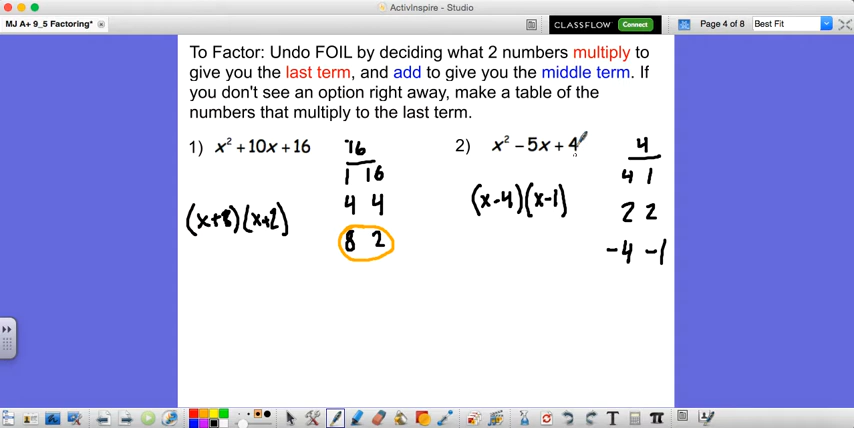 ActivInspire - Studio
MJ A+ 9_5 Factoring*
CLASSFLOW Connect
Page 4 of 8
Best Fit
To Factor: Undo FOIL by deciding what 2 numbers multiply to
give you the last term, and add to give you the middle term. If
you don't see an option right away, make a table of the
numbers that multiply to the last term.
1) x² + 10x + 16
16
1 16
4 4
8 2
(x+8)(x+2)
2) x² - 5x + 4
4
4 1
2 2
-4 -1
(x-4)(x-1)